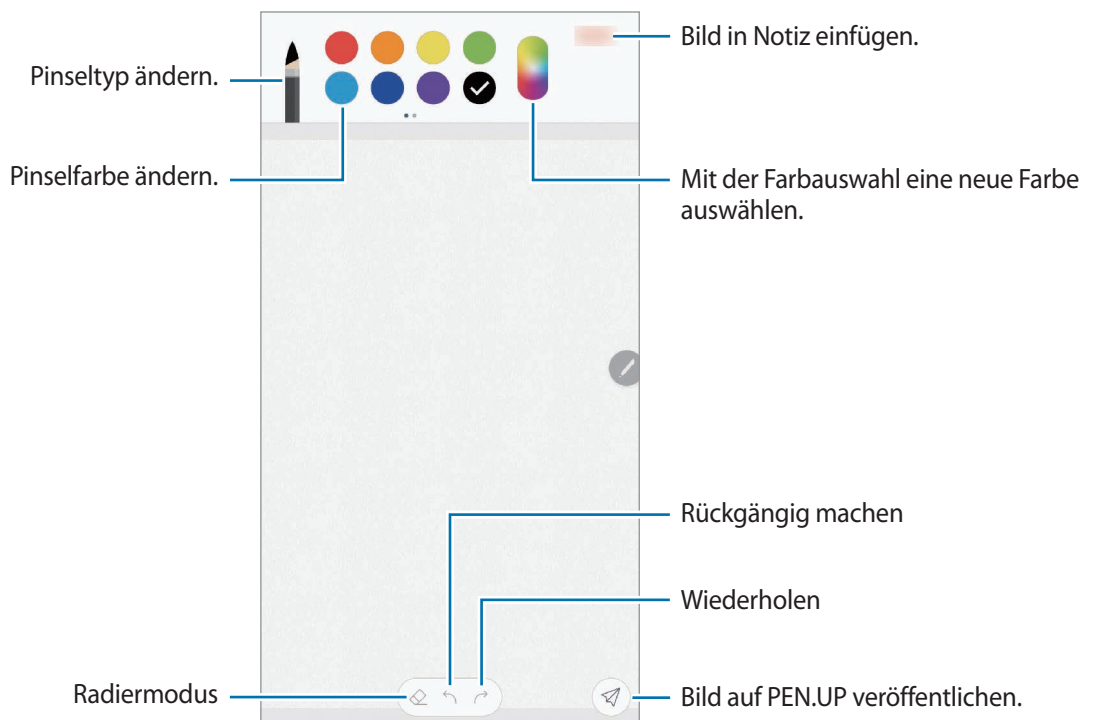 Bild in Notiz einfügen.
Pinseltyp ändern.
Pinselfarbe ändern.
Mit der Farbauswahl eine neue Farbe
auswählen.
Rückgängig machen
Wiederholen
Radiermodus
Bild auf PEN.UP veröffentlichen.